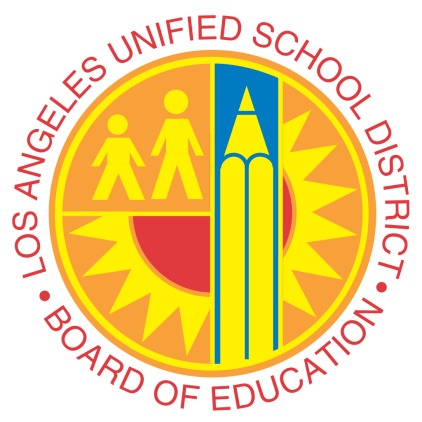 LOS ANGELES UNIFIED SCHOOL DISTRICT •
BOARD OF EDUCATION •